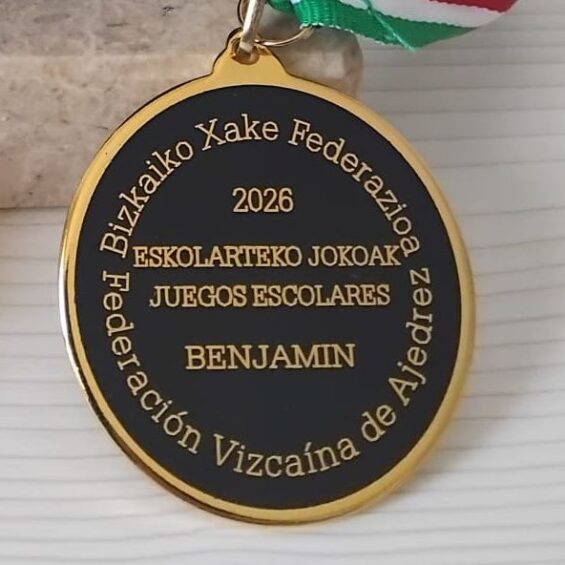 Bizkaiko Xake Federazioa
2026
ESKOLARTEKO JOKOAK
JUEGOS ESCOLARES
BENJAMIN
Federación Vizcaína de Ajedrez